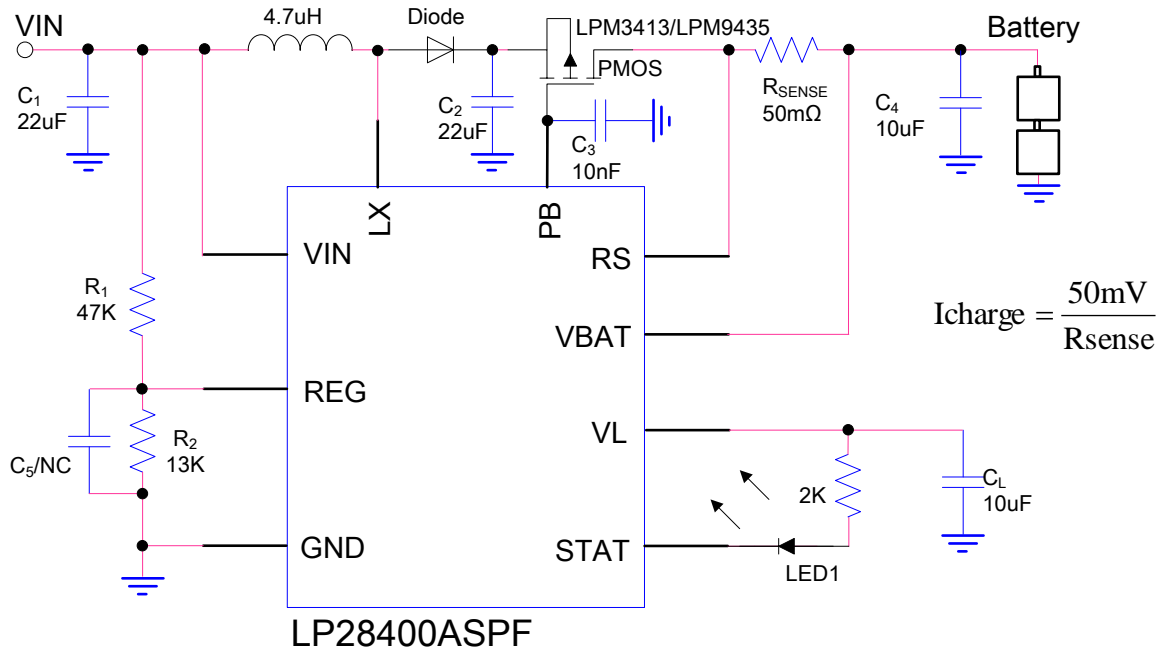 VIN
4.7uH
Diode
LPM3413/LPM9435
PMOS
Battery
C1
22uF
C2
22uF
C3
10nF
RSENSE
50mΩ
C4
10uF
LX
PB
VIN
RS
R1
47K
VBAT
Icharge = 50mV / Rsense
REG
VL
C5/NC
R2
13K
2K
CL
10uF
GND
STAT
LED1
LP28400ASPF